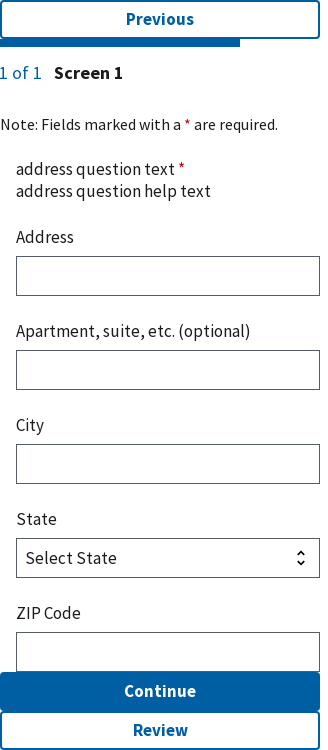 Previous
1 of 1 Screen 1
Note: Fields marked with a * are required.
address question text *
address question help text
Address
Apartment, suite, etc. (optional)
City
State
Select State
ZIP Code
Continue
Review